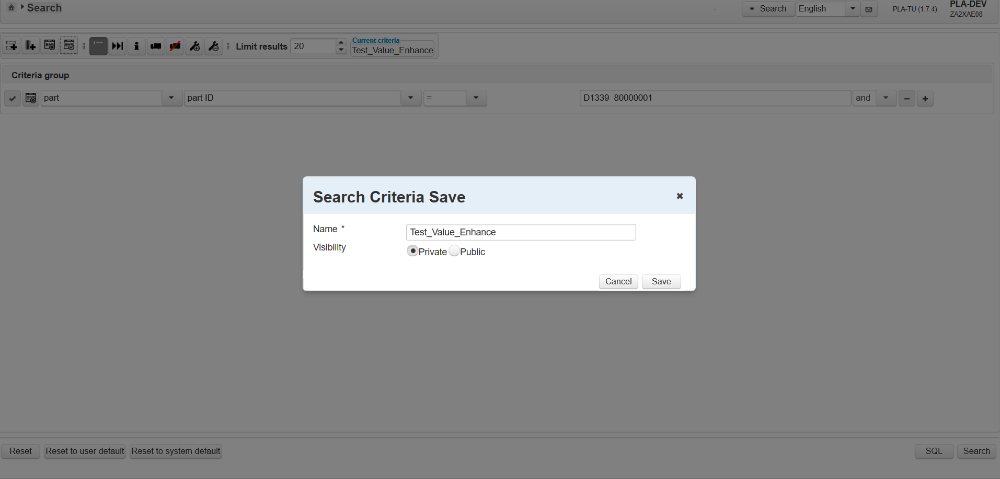 Search
Search
English
PLA-TU (1.7.4)
PLA-DEV
ZA2XAE08
Limit results
20
Current criteria
Test_Value_Enhance
Criteria group
part
part ID
=
D1339  80000001
and
Search Criteria Save
Name *
Test_Value_Enhance
Visibility
Private
Public
Cancel
Save
Reset
Reset to user default
Reset to system default
SQL
Search